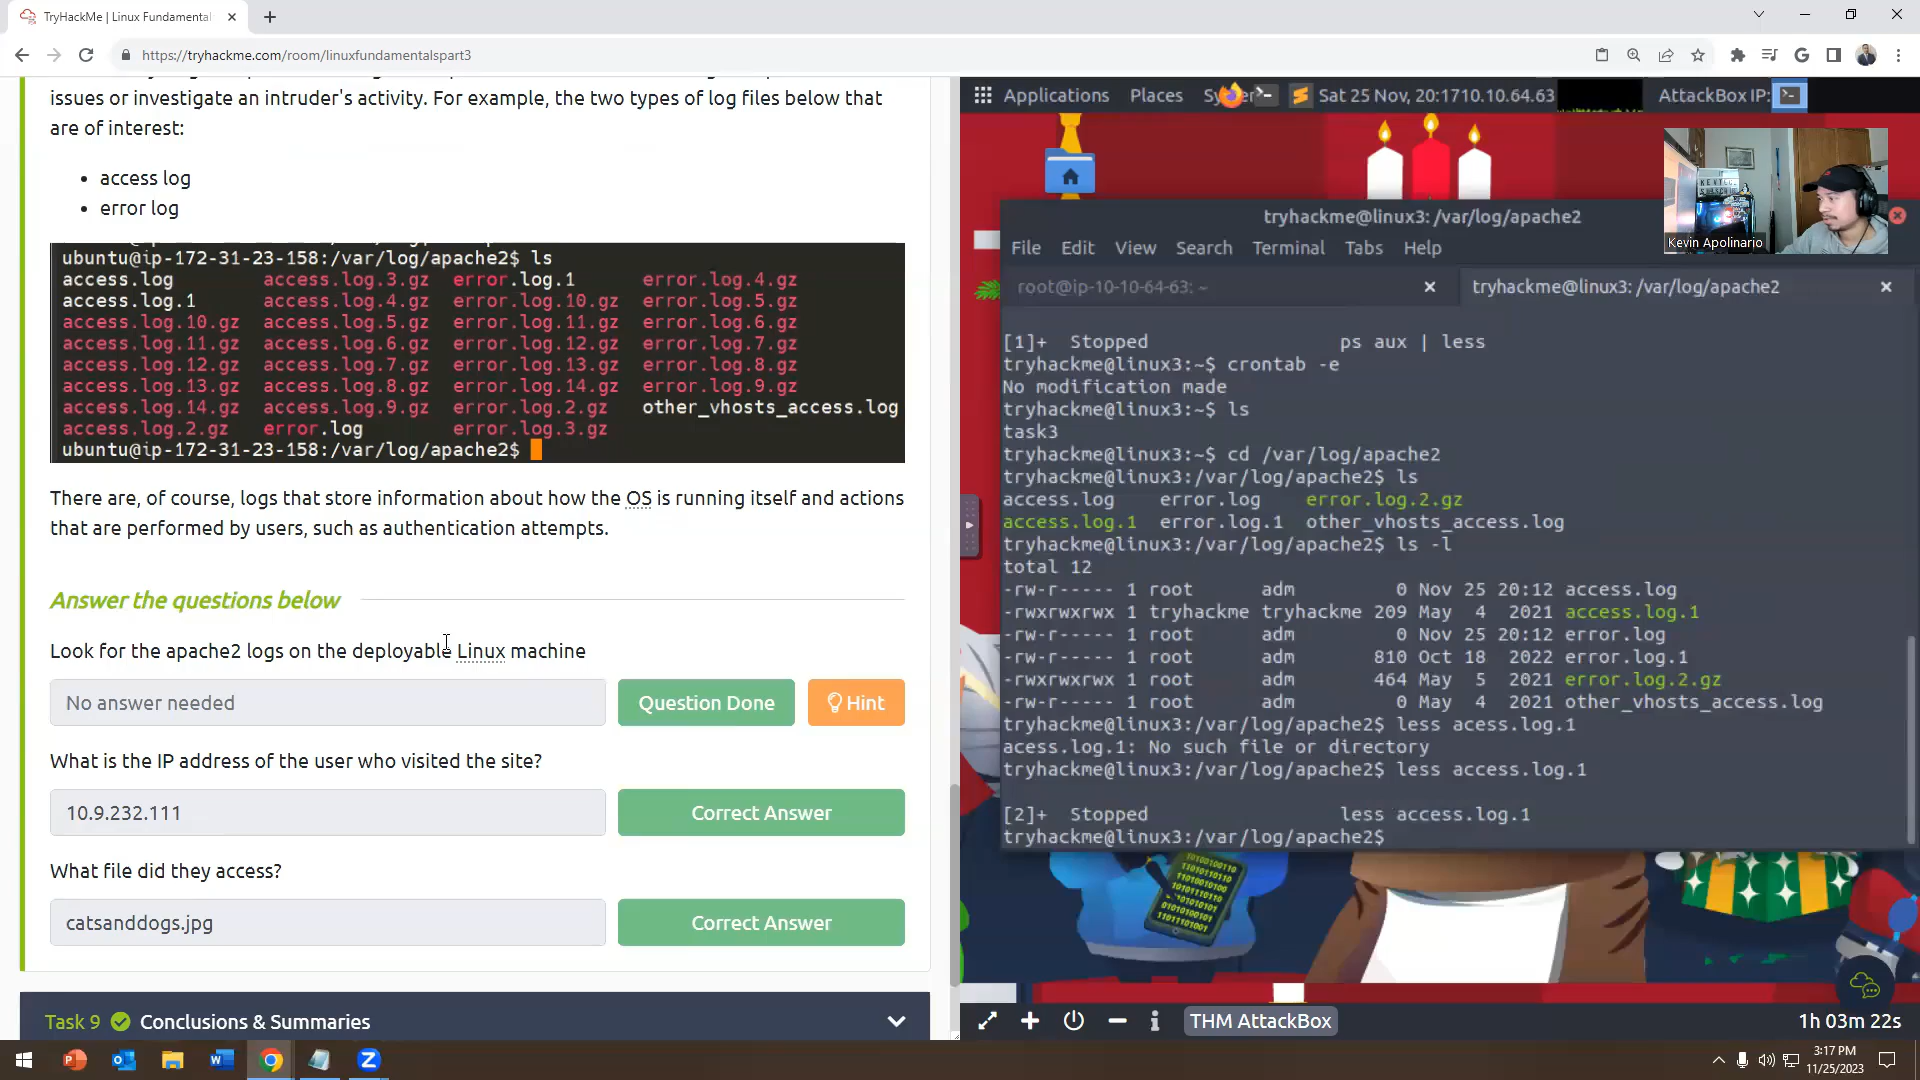 TryHackMe | Linux Fundamental
https://tryhackme.com/room/linuxfundamentalspart3
issues or investigate an intruder's activity. For example, the two types of log files below that
are of interest:
access log
error log
ubuntu@ip-172-31-23-158:/var/log/apache2$ ls
access.log access.log.3.gz error.log.1 error.log.4.gz
access.log.1 access.log.4.gz error.log.10.gz error.log.5.gz
access.log.10.gz access.log.5.gz error.log.11.gz error.log.6.gz
access.log.11.gz access.log.6.gz error.log.12.gz error.log.7.gz
access.log.12.gz access.log.7.gz error.log.13.gz error.log.8.gz
access.log.13.gz access.log.8.gz error.log.14.gz error.log.9.gz
access.log.14.gz access.log.9.gz error.log.2.gz other_vhosts_access.log
access.log.2.gz error.log error.log.3.gz
ubuntu@ip-172-31-23-158:/var/log/apache2$
There are, of course, logs that store information about how the OS is running itself and actions
that are performed by users, such as authentication attempts.
Answer the questions below
Look for the apache2 logs on the deployable Linux machine
No answer needed Question Done Hint
What is the IP address of the user who visited the site?
10.9.232.111 Correct Answer
What file did they access?
catsanddogs.jpg Correct Answer
Task 9 Conclusions & Summaries
Applications Places Sy Sat 25 Nov, 20:1710.10.64.63 AttackBox IP:
Kevin Apolinario
tryhackme@linux3: /var/log/apache2
File Edit View Search Terminal Tabs Help
root@ip-10-10-64-63: ~ tryhackme@linux3: /var/log/apache2
[1]+ Stopped ps aux | less
tryhackme@linux3:~$ crontab -e
No modification made
tryhackme@linux3:~$ ls
task3
tryhackme@linux3:~$ cd /var/log/apache2
tryhackme@linux3:/var/log/apache2$ ls
access.log error.log error.log.2.gz
access.log.1 error.log.1 other_vhosts_access.log
tryhackme@linux3:/var/log/apache2$ ls -l
total 12
-rw-r----- 1 root adm 0 Nov 25 20:12 access.log
-rwxrwxrwx 1 tryhackme tryhackme 209 May 4 2021 access.log.1
-rw-r----- 1 root adm 0 Nov 25 20:12 error.log
-rw-r----- 1 root adm 810 Oct 18 2022 error.log.1
-rwxrwxrwx 1 root adm 464 May 5 2021 error.log.2.gz
-rw-r----- 1 root adm 0 May 4 2021 other_vhosts_access.log
tryhackme@linux3:/var/log/apache2$ less acess.log.1
acess.log.1: No such file or directory
tryhackme@linux3:/var/log/apache2$ less access.log.1
[2]+ Stopped less access.log.1
tryhackme@linux3:/var/log/apache2$
THM AttackBox 1h 03m 22s
3:17 PM
11/25/2023